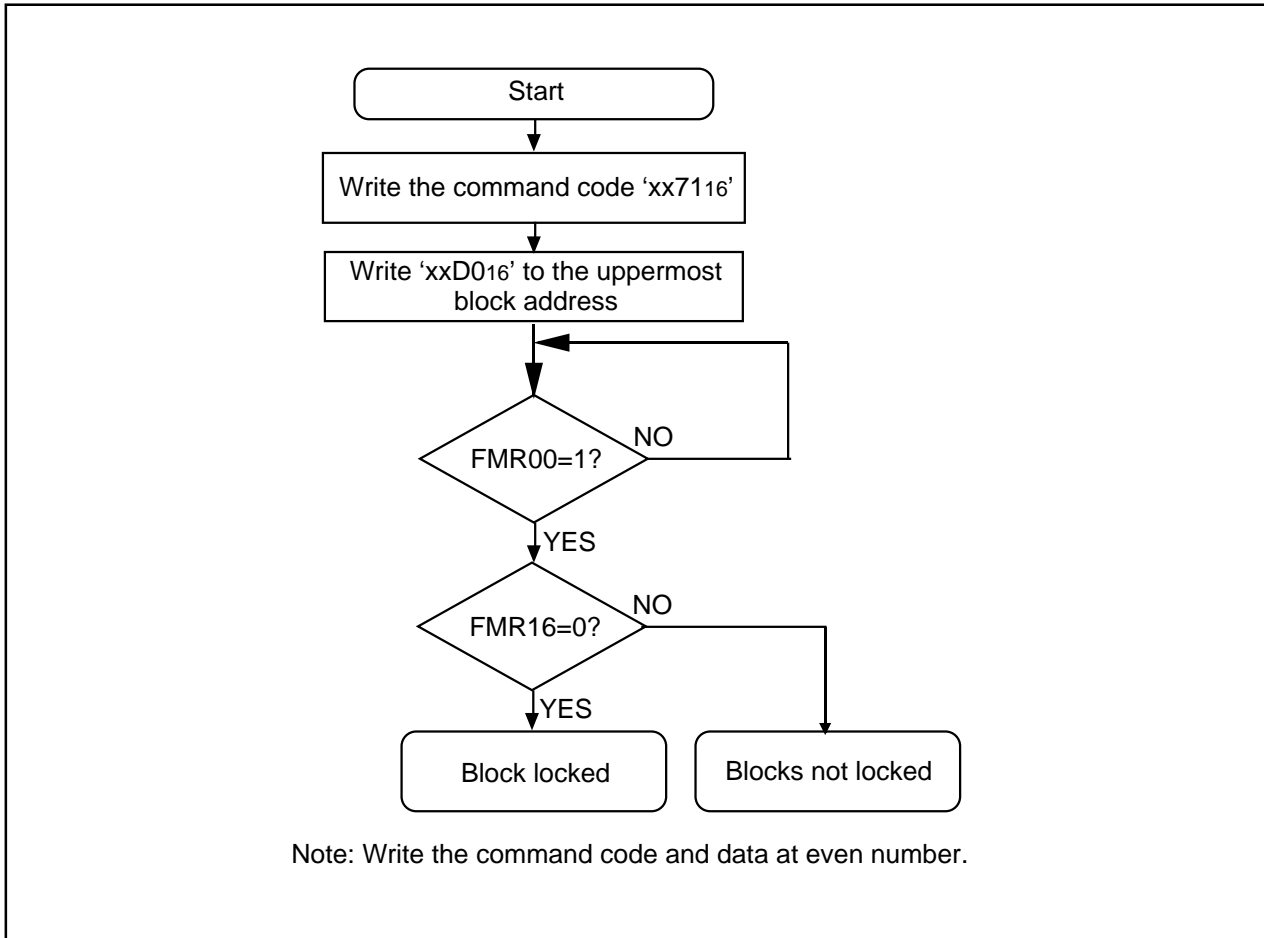 Start
Write the command code ‘xx7116’
Write ‘xxD016’ to the uppermost
block address
NO
FMR00=1?
YES
NO
FMR16=0?
YES
Block locked
Blocks not locked
Note: Write the command code and data at even number.